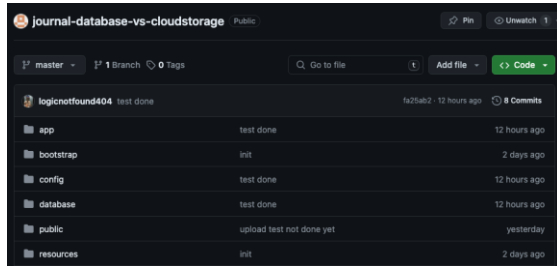 journal-database-vs-cloudstorage Public Pin Unwatch 1
master 1 Branch 0 Tags Go to file t Add file Code
logicnotfound404 test done fa25ab2 · 12 hours ago 8 Commits
app test done 12 hours ago
bootstrap init 2 days ago
config test done 12 hours ago
database test done 12 hours ago
public upload test not done yet yesterday
resources init 2 days ago